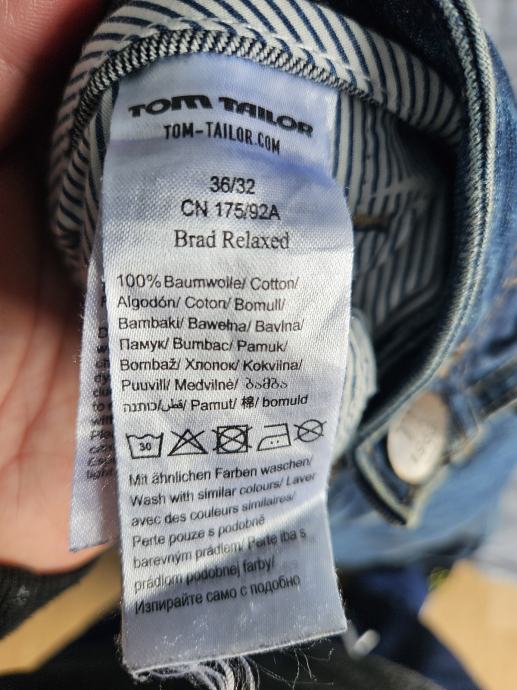 TOM TAILOR
TOM-TAILOR.COM
36/32
CN 175/92A
Brad Relaxed
100% Baumwolle/ Cotton/
Algodón/ Coton/ Bomull/
Bambaki/ Bawełna/ Bavlna/
Памук/ Bumbac/ Pamuk/
Bombaž/ Хлопок/ Kokvilna/
Puuvill/ Medvilnė/ ბამბა
כותנה/ قطن/ Pamut/ 棉/ bomuld
30
Mit ähnlichen Farben waschen/
Wash with similar colours/ Laver
avec des couleurs similaires/
Perte pouze s podobně
barevným prádlem/ Perte iba s
prádlom podobnej farby/
Изпирайте само с подобно